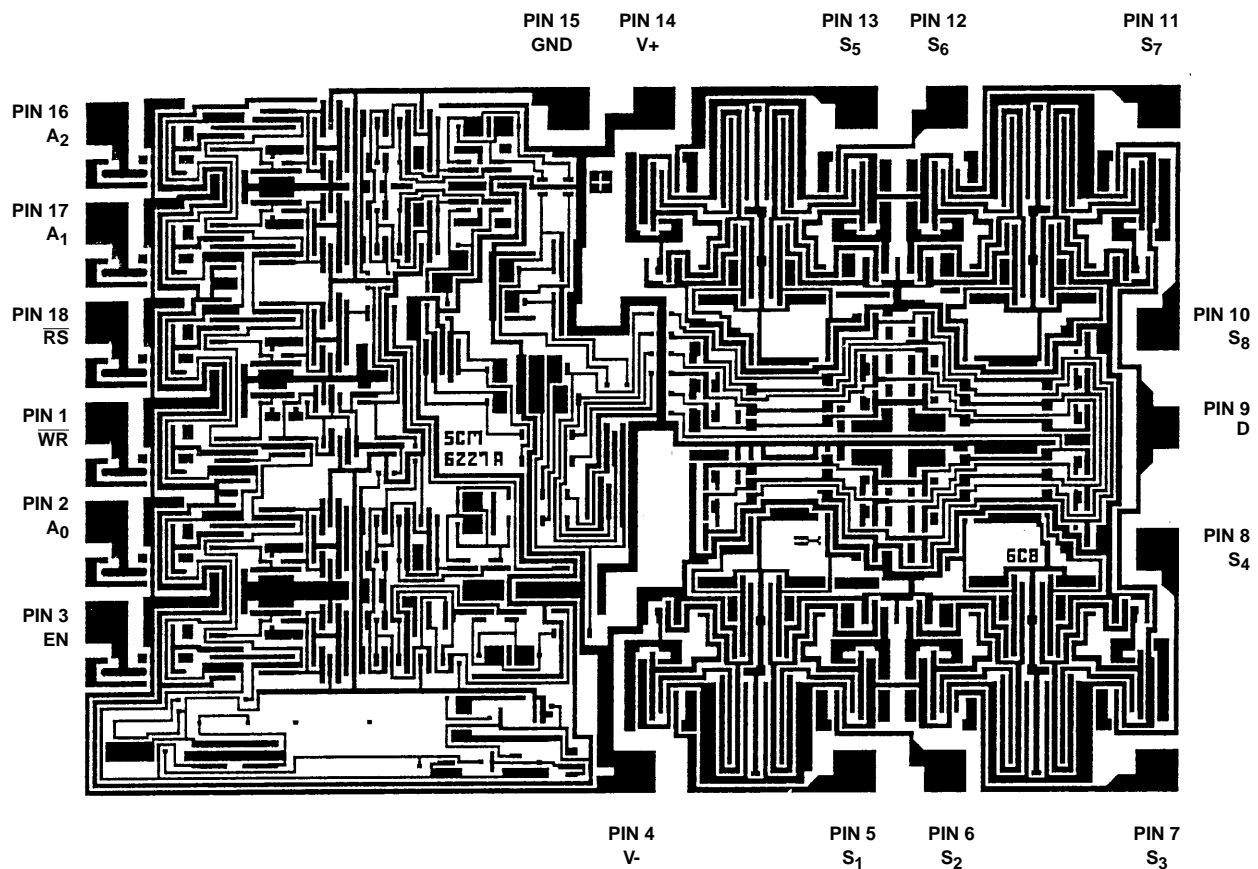 PIN 15 PIN 14 PIN 13 PIN 12 PIN 11
GND V+ S5 S6 S7
PIN 16
A2
PIN 17
A1
PIN 18
RS
PIN 10
S8
PIN 1
WR
PIN 9
D
SCM
6227A
PIN 2
A0
PIN 8
S4
GCB
PIN 3
EN
PIN 4 PIN 5 PIN 6 PIN 7
V- S1 S2 S3